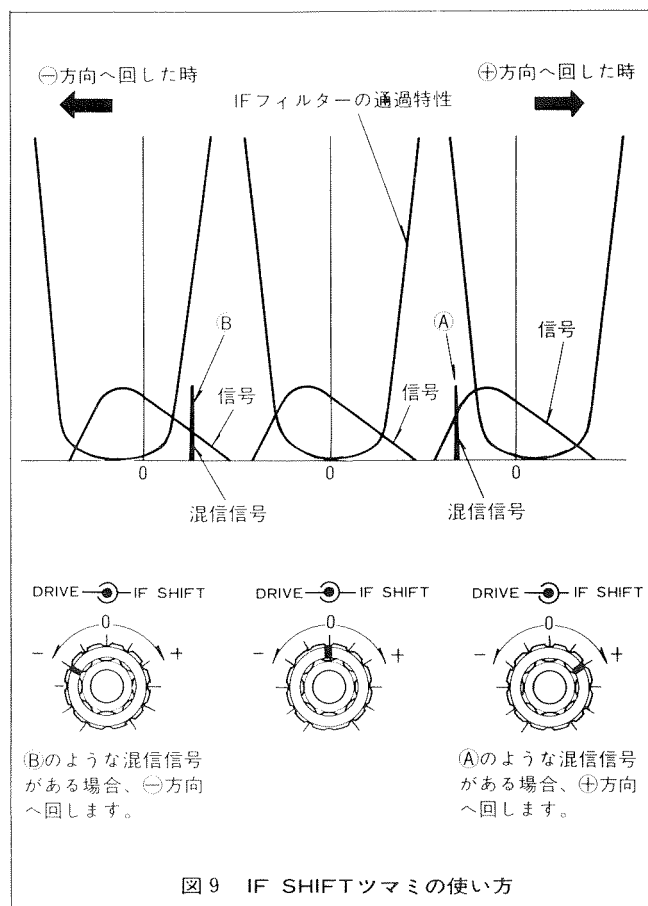 ⊖方向へ回した時
⊕方向へ回した時
IFフィルターの通過特性
Ⓑ
Ⓐ
信号
信号
信号
0
0
0
混信信号
混信信号
DRIVE IF SHIFT
DRIVE IF SHIFT
DRIVE IF SHIFT
0
0
0
− +
− +
− +
Ⓑのような混信信号
がある場合、⊖方向
へ回します。
Ⓐのような混信信号
がある場合、⊕方向
へ回します。
図9 IF SHIFTツマミの使い方